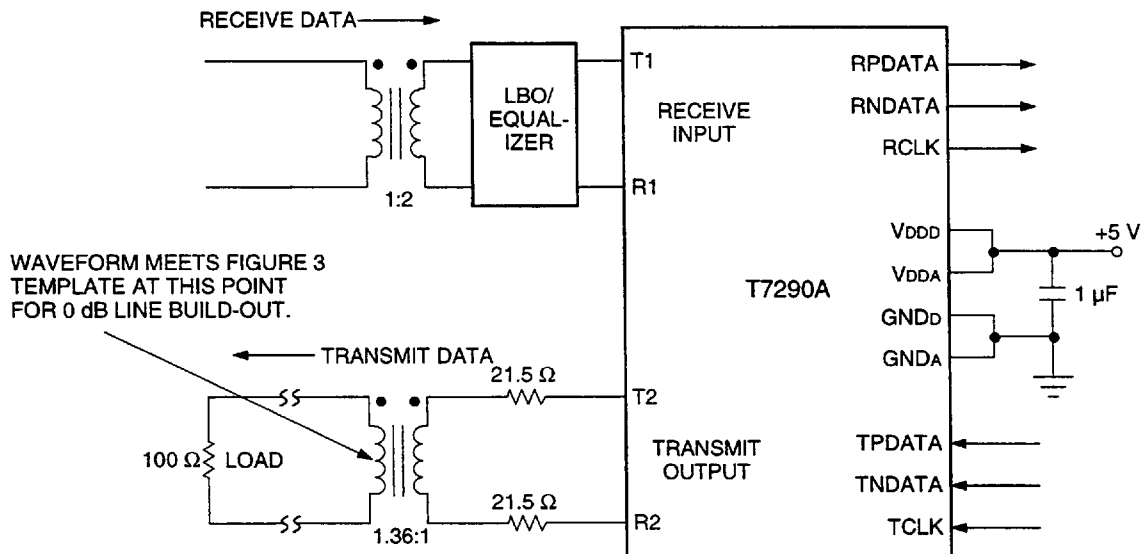 RECEIVE DATA
T1
LBO/
EQUAL-
IZER
RECEIVE
INPUT
R1
1:2
RPDATA
RNDATA
RCLK
VDDD
VDDA
+5 V
1 µF
GNDD
GNDA
T7290A
WAVEFORM MEETS FIGURE 3
TEMPLATE AT THIS POINT
FOR 0 dB LINE BUILD-OUT.
TRANSMIT DATA
21.5 Ω
T2
100 Ω
LOAD
TRANSMIT
OUTPUT
21.5 Ω
R2
1.36:1
TPDATA
TNDATA
TCLK